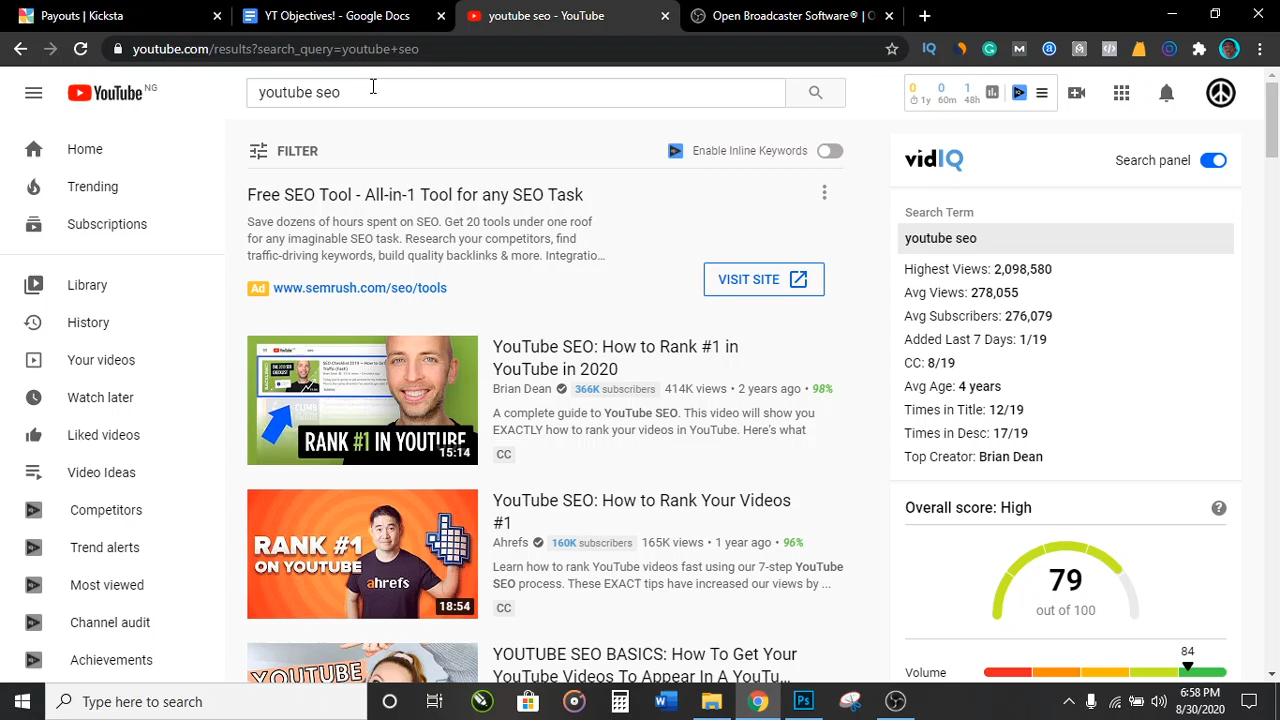 Payouts | Kicksta
YT Objectives! - Google Docs
youtube seo - YouTube
Open Broadcaster Software® | O
youtube.com/results?search_query=youtube+seo
YouTube NG
youtube seo
0 0 1
1y 60m 48h
Home
Trending
Subscriptions
Library
History
Your videos
Watch later
Liked videos
Video Ideas
Competitors
Trend alerts
Most viewed
Channel audit
Achievements
FILTER
Enable Inline Keywords
Free SEO Tool - All-in-1 Tool for any SEO Task
Save dozens of hours spent on SEO. Get 20 tools under one roof
for any imaginable SEO task. Research your competitors, find
traffic-driving keywords, build quality backlinks & more. Integratio…
Ad www.semrush.com/seo/tools
VISIT SITE
RANK #1 IN YOUTUBE
15:14
YouTube SEO: How to Rank #1 in
YouTube in 2020
Brian Dean 366K subscribers 414K views • 2 years ago • 98%
A complete guide to YouTube SEO. This video will show you
EXACTLY how to rank your videos in YouTube. Here's what
CC
RANK #1
ON YOUTUBE
ahrefs
18:54
YouTube SEO: How to Rank Your Videos
#1
Ahrefs 160K subscribers 165K views • 1 year ago • 96%
Learn how to rank YouTube videos fast using our 7-step YouTube
SEO process. These EXACT tips have increased our views by ...
CC
YOUTUBE
YOUTUBE SEO BASICS: How To Get Your
YouTube Videos To Appear In A YouTu...
vidIQ
Search panel
Search Term
youtube seo
Highest Views: 2,098,580
Avg Views: 278,055
Avg Subscribers: 276,079
Added Last 7 Days: 1/19
CC: 8/19
Avg Age: 4 years
Times in Title: 12/19
Times in Desc: 17/19
Top Creator: Brian Dean
Overall score: High
79
out of 100
84
Volume
Type here to search
6:58 PM
8/30/2020